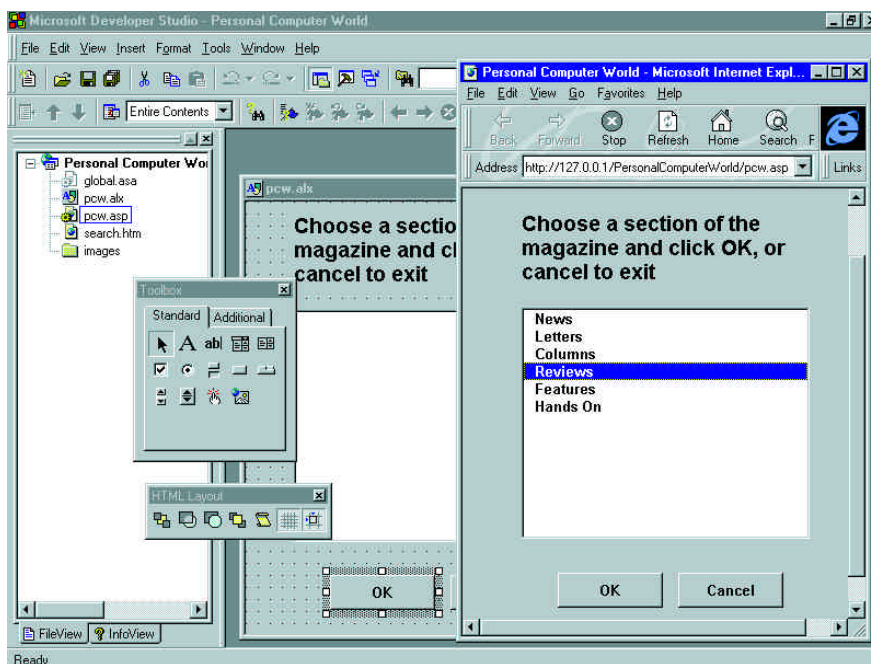 Microsoft Developer Studio - Personal Computer World
File Edit View Insert Format Tools Window Help
Entire Contents
Personal Computer Wo
global.asa
pcw.alx
pcw.asp
search.htm
images
FileView InfoView
Ready
pcw.alx
Choose a sectio
magazine and cl
cancel to exit
OK
Toolbox
Standard Additional
A ab|
HTML Layout
Personal Computer World - Microsoft Internet Expl...
File Edit View Go Favorites Help
Back Forward Stop Refresh Home Search F
Address http://127.0.0.1/PersonalComputerWorld/pcw.asp Links
Choose a section of the
magazine and click OK, or
cancel to exit
News
Letters
Columns
Reviews
Features
Hands On
OK Cancel